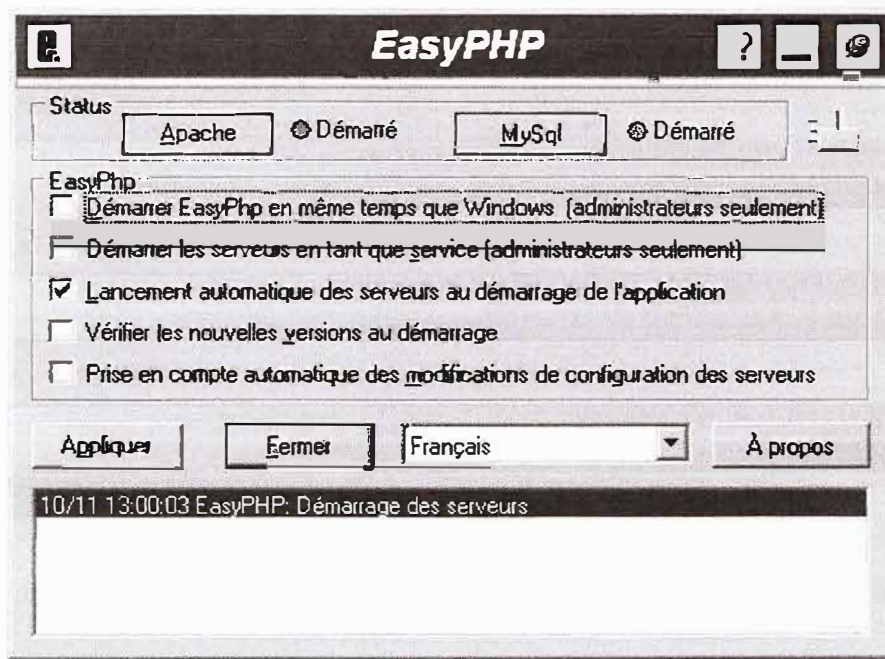 e.
EasyPHP
?
Status
Apache
Démarré
MySql
Démarré
EasyPhp
Démarrer EasyPhp en même temps que Windows (administrateurs seulement)
Démarrer les serveurs en tant que service (administrateurs seulement)
Lancement automatique des serveurs au démarrage de l'application
Vérifier les nouvelles versions au démarrage
Prise en compte automatique des modifications de configuration des serveurs
Appliquer
Fermer
Français
À propos
10/11 13:00:03 EasyPHP: Démarrage des serveurs